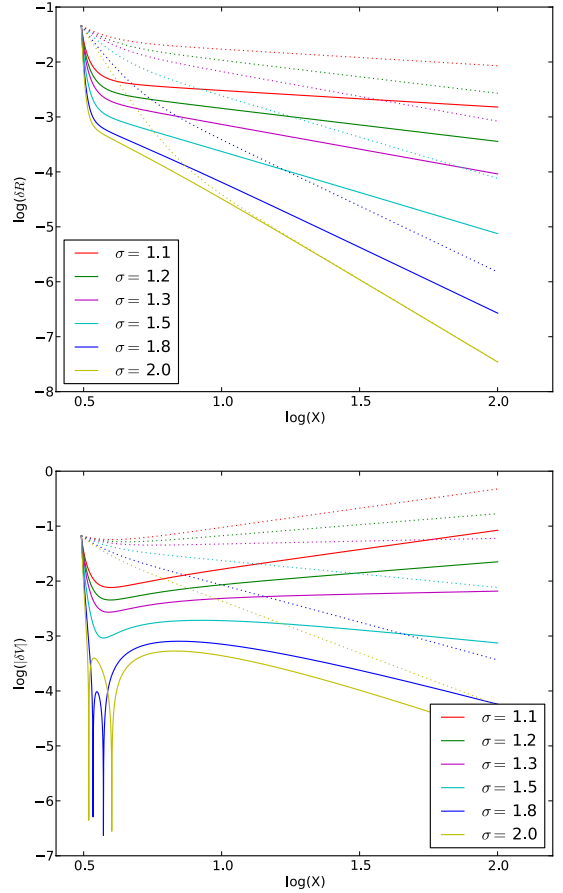 −1
−2
−3
−4
−5
−6
−7
−8
log(δR)
σ = 1.1
σ = 1.2
σ = 1.3
σ = 1.5
σ = 1.8
σ = 2.0
0.5 1.0 1.5 2.0
log(X)
0
−1
−2
−3
−4
−5
−6
−7
log(|δV|)
σ = 1.1
σ = 1.2
σ = 1.3
σ = 1.5
σ = 1.8
σ = 2.0
0.5 1.0 1.5 2.0
log(X)